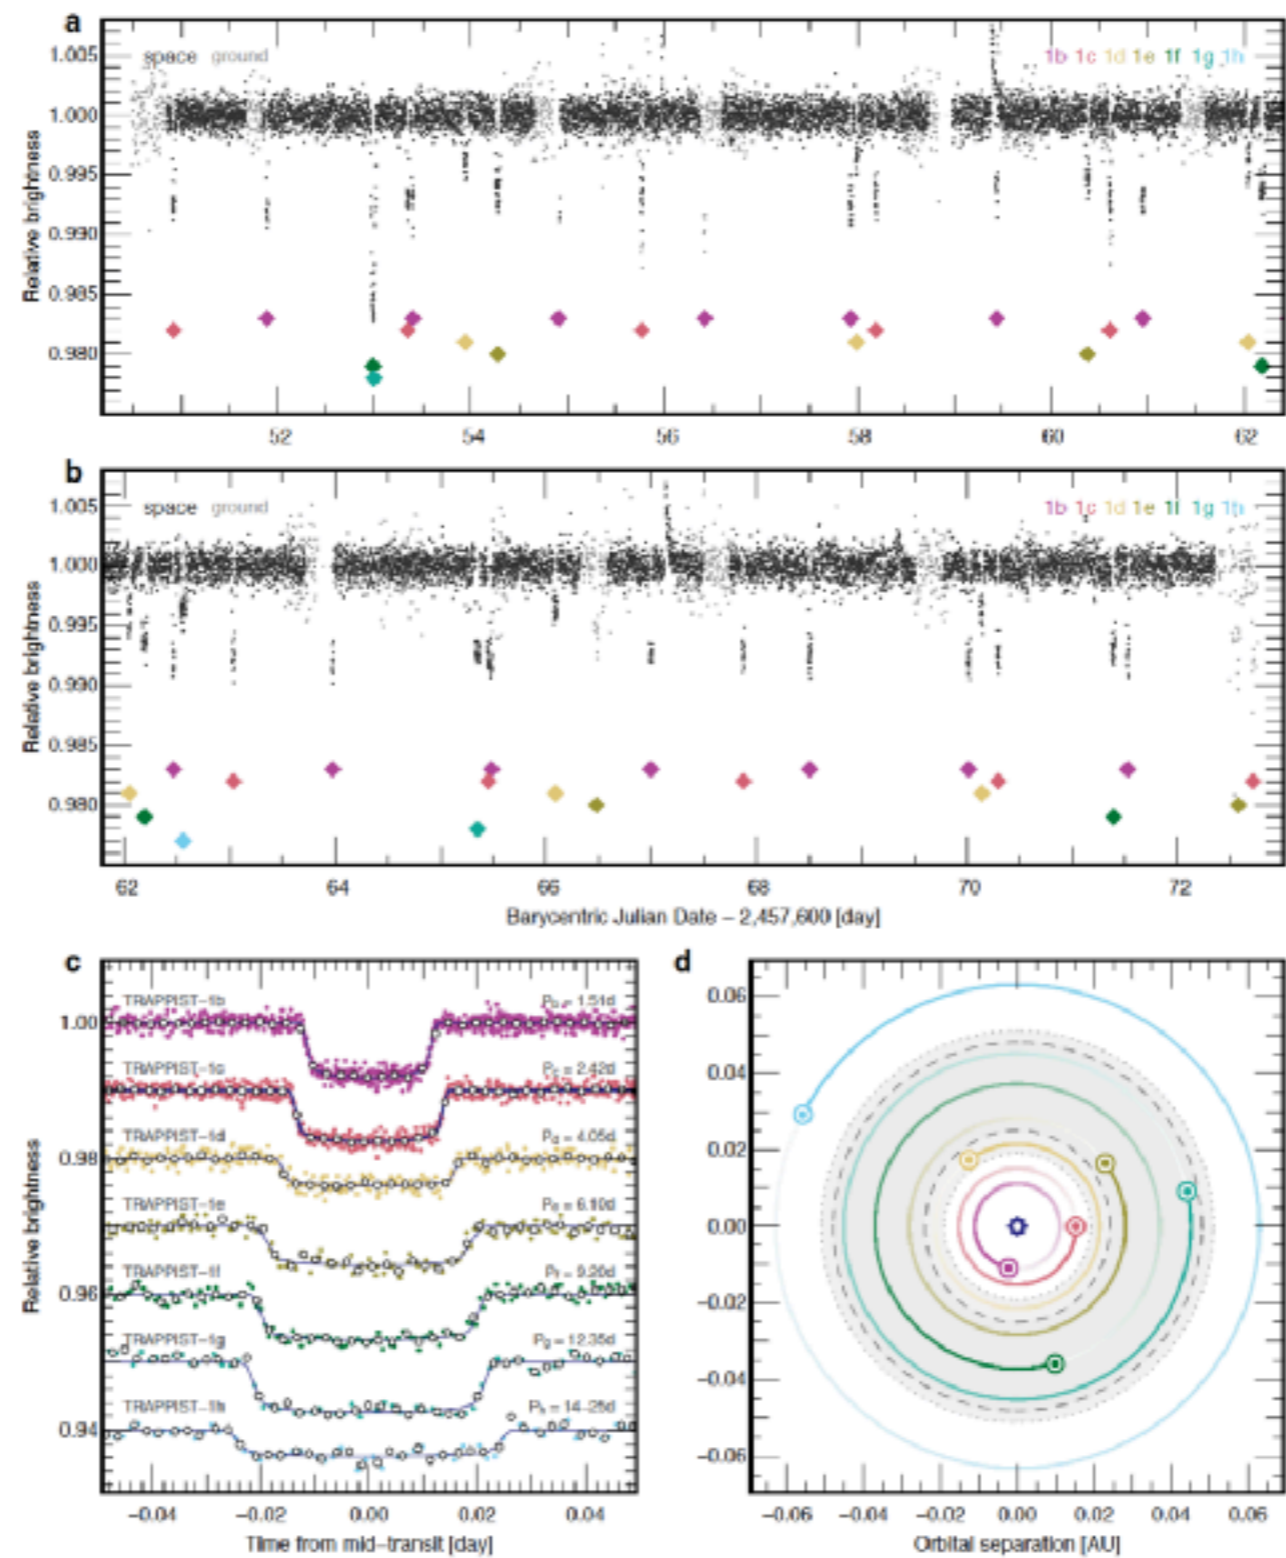 a
space ground
1b 1c 1d 1e 1f 1g 1h
1.005
1.000
0.995
0.990
0.985
0.980
Relative brightness
52 54 56 58 60 62
b
space ground
1b 1c 1d 1e 1f 1g 1h
1.005
1.000
0.995
0.990
0.985
0.980
Relative brightness
62 64 66 68 70 72
Barycentric Julian Date – 2,457,600 [day]
c
TRAPPIST-1b P_b = 1.51d
1.00
TRAPPIST-1c P_c = 2.42d
TRAPPIST-1d P_d = 4.05d
0.98
TRAPPIST-1e P_e = 6.10d
TRAPPIST-1f P_f = 9.20d
0.96
TRAPPIST-1g P_g = 12.35d
TRAPPIST-1h P_h = 14-25d
0.94
Relative brightness
−0.04 −0.02 0.00 0.02 0.04
Time from mid-transit [day]
d
0.06
0.04
0.02
0.00
−0.02
−0.04
−0.06
−0.06 −0.04 −0.02 0.00 0.02 0.04 0.06
Orbital separation [AU]